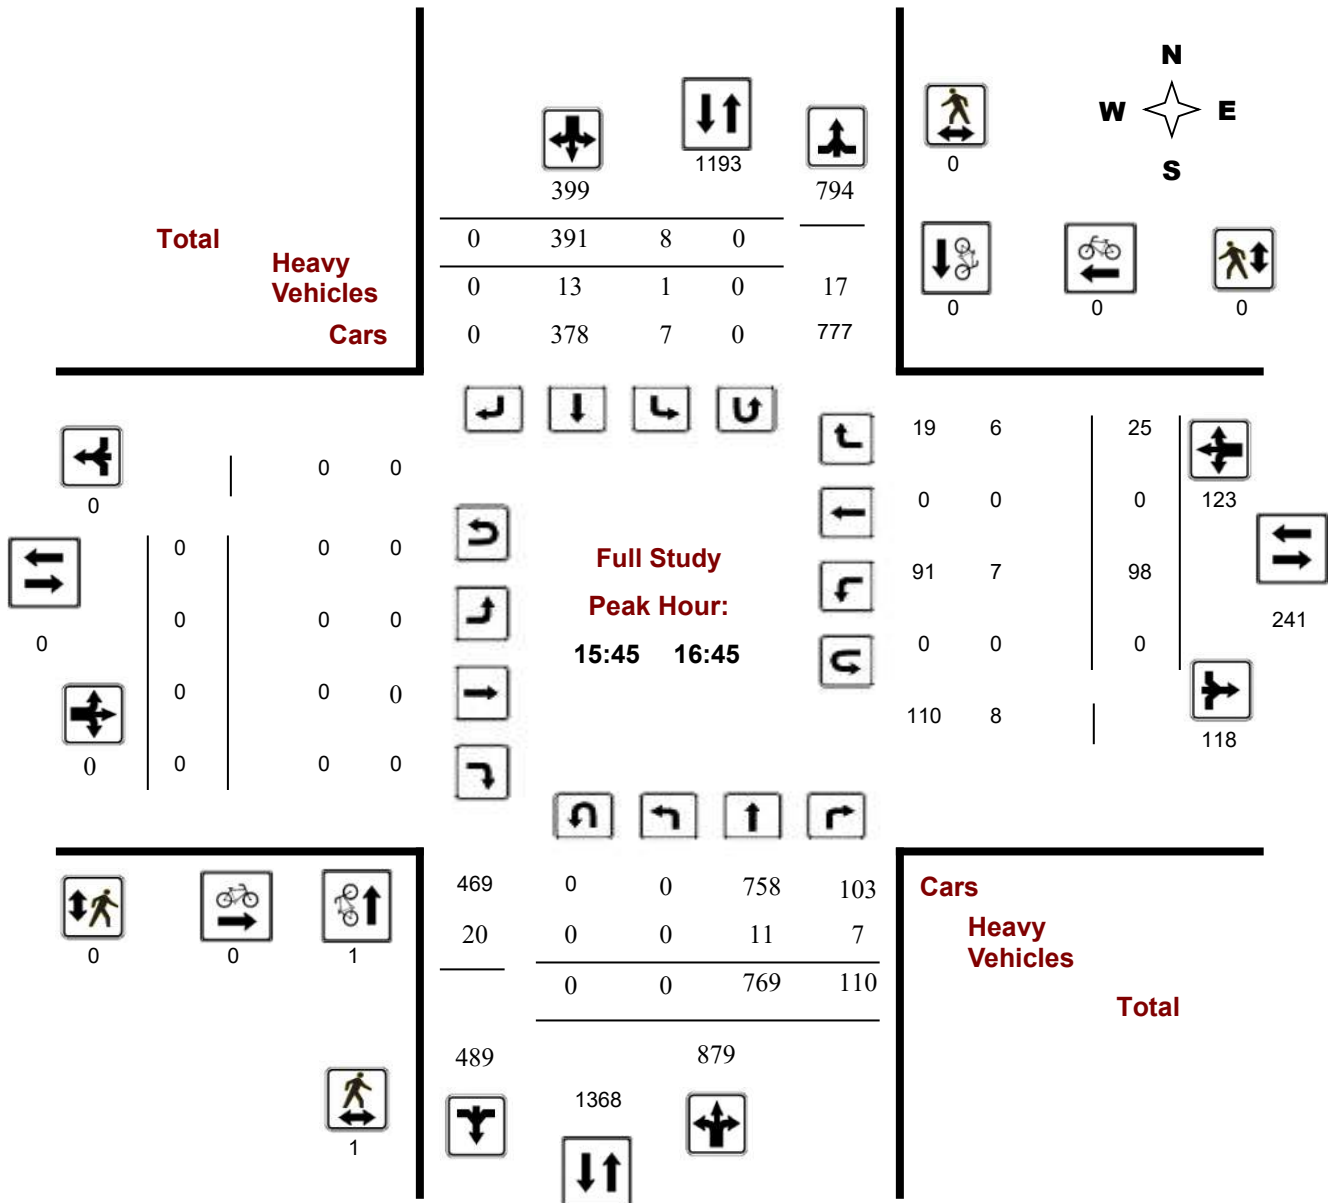 N
W E
S
1193
0
399 794
Total
0 391 8 0
Heavy
Vehicles
0 13 1 0 17
Cars
0 378 7 0 777
0 0 0
19 6 25
0 0
0
0 0 0
123
0 0 0
Full Study
91 7 98
Peak Hour:
0 0 0
241
0
15:45 16:45
0 0 0
0 0 0
110 8
118
0 0 0 0
469 0 0 758 103
Cars
20 0 0 11 7
Heavy
Vehicles
0 0 1
0 0 769 110
Total
489 879
1368
1